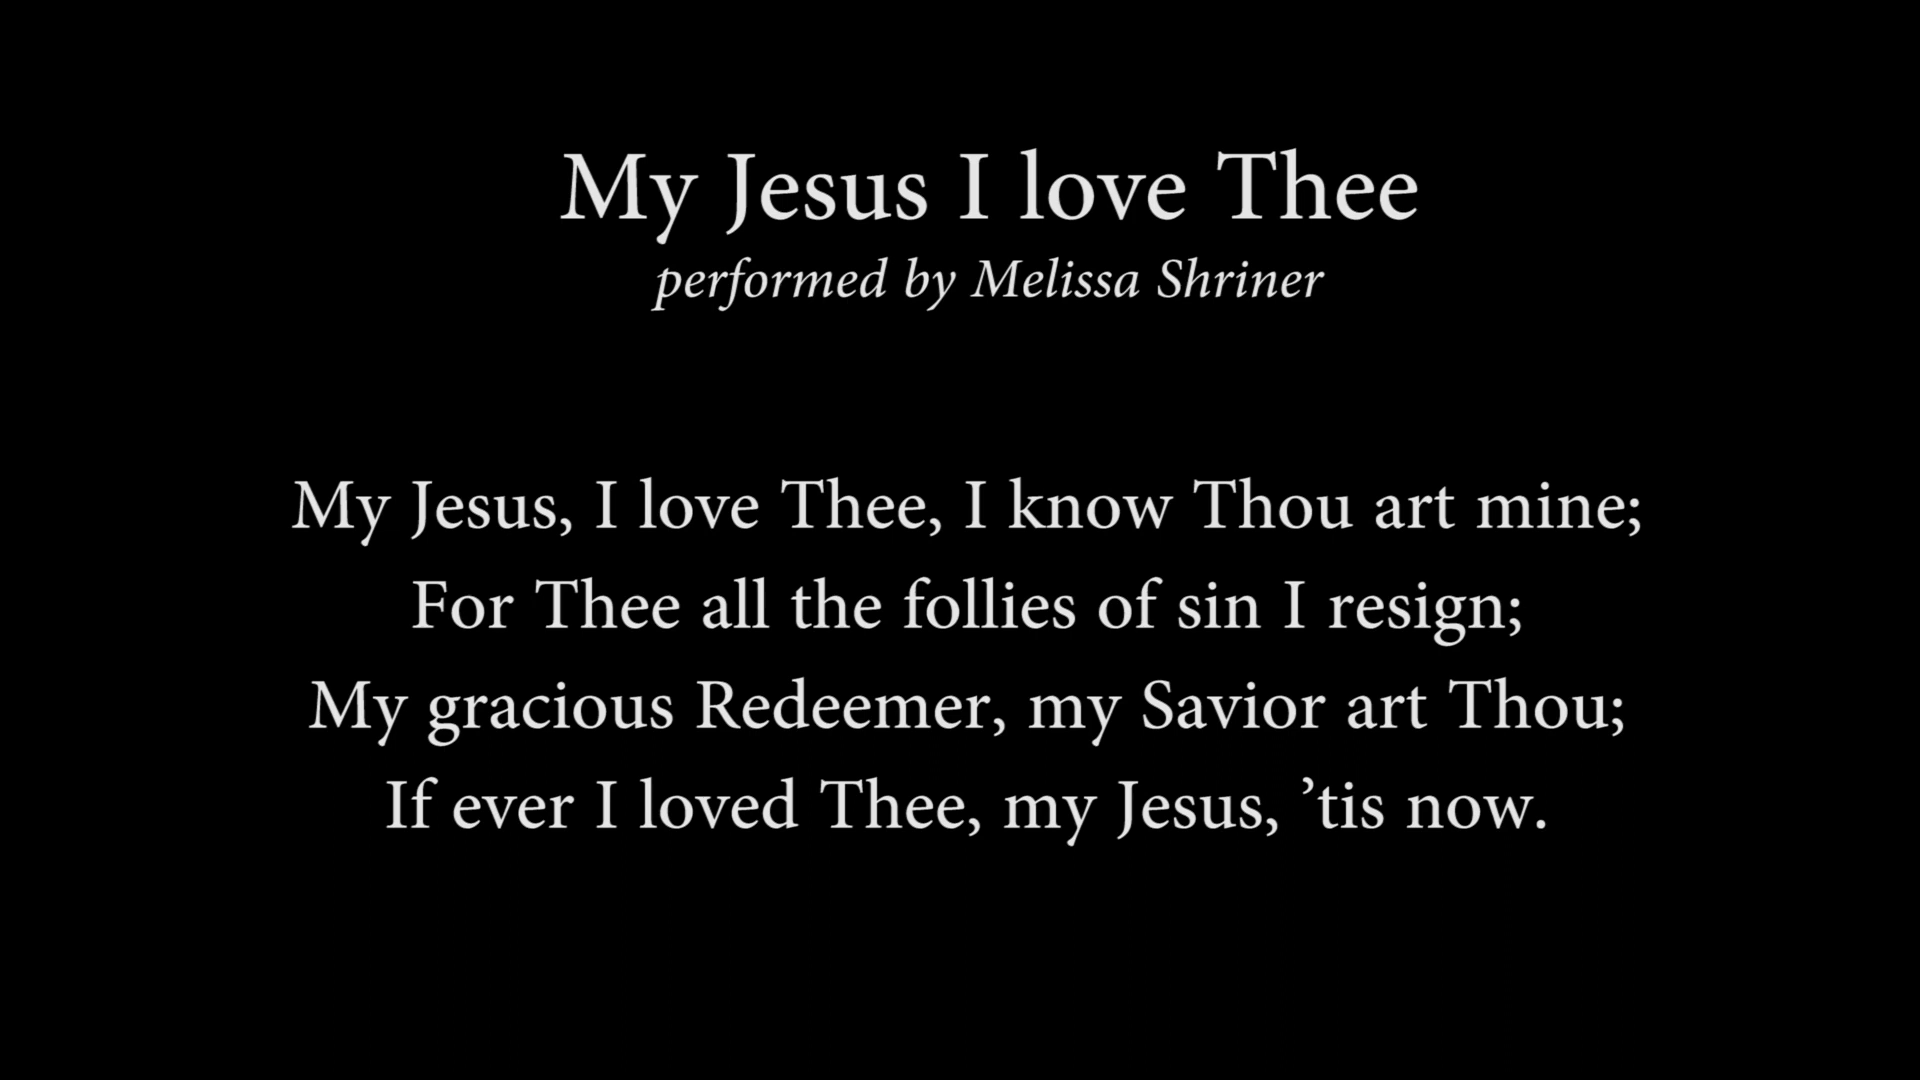 My Jesus I love Thee
performed by Melissa Shriner
My Jesus, I love Thee, I know Thou art mine;
For Thee all the follies of sin I resign;
My gracious Redeemer, my Savior art Thou;
If ever I loved Thee, my Jesus, ’tis now.